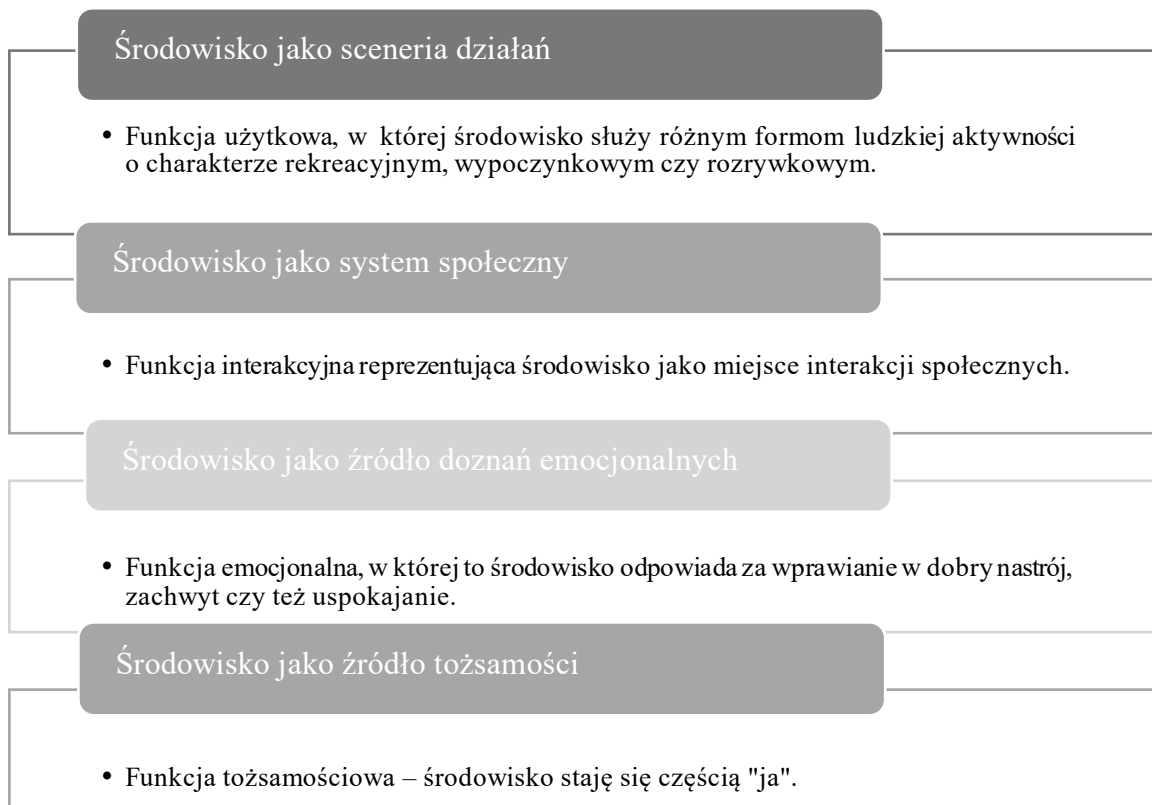 Środowisko jako sceneria działań
• Funkcja użytkowa, w której środowisko służy różnym formom ludzkiej aktywności
o charakterze rekreacyjnym, wypoczynkowym czy rozrywkowym.
Środowisko jako system społeczny
• Funkcja interakcyjna reprezentująca środowisko jako miejsce interakcji społecznych.
Środowisko jako źródło doznań emocjonalnych
• Funkcja emocjonalna, w której to środowisko odpowiada za wprawianie w dobry nastrój,
zachwyt czy też uspokajanie.
Środowisko jako źródło tożsamości
• Funkcja tożsamościowa – środowisko staję się częścią "ja".